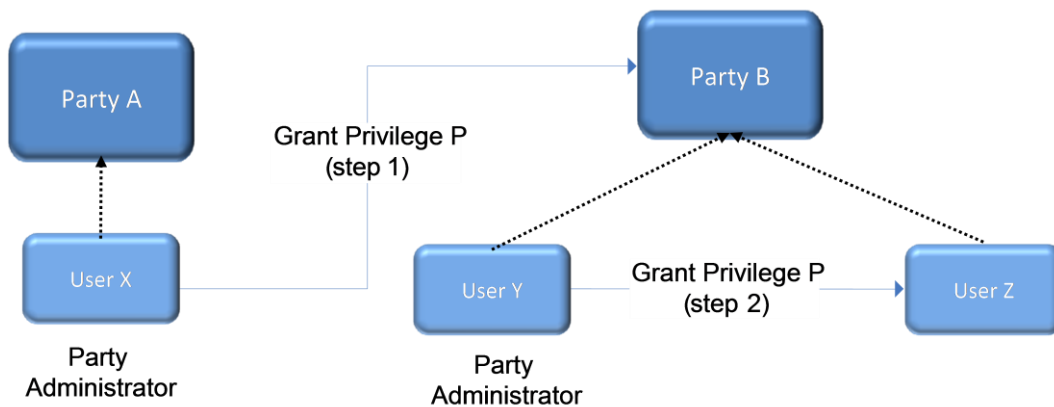 Party A
Party B
Grant Privilege P
(step 1)
User X
User Y
Grant Privilege P
(step 2)
User Z
Party
Administrator
Party
Administrator